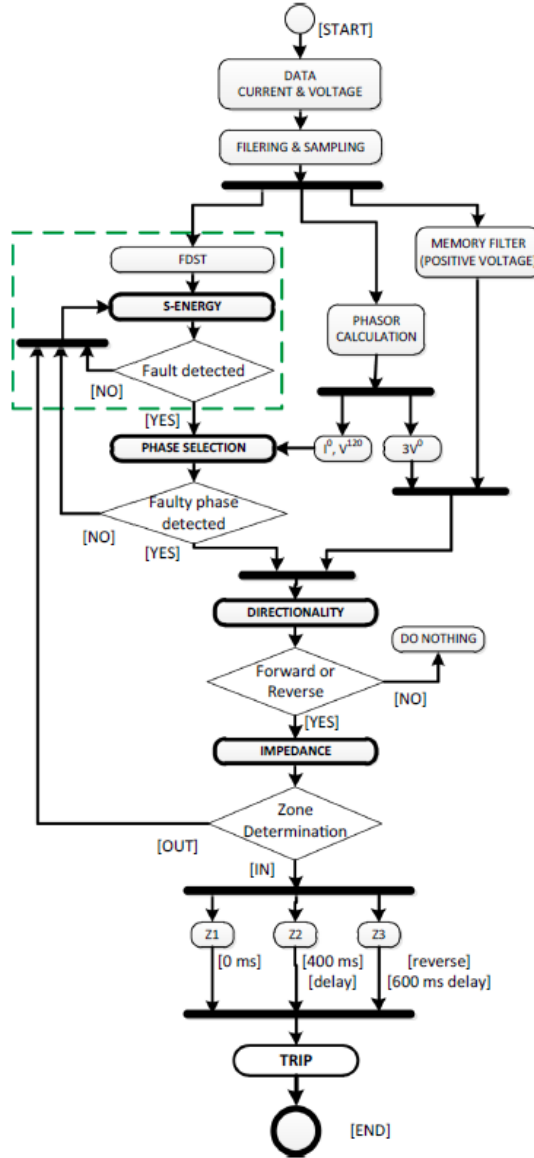 [START]
DATA
CURRENT & VOLTAGE
FILERING & SAMPLING
FDST
MEMORY FILTER
(POSITIVE VOLTAGE)
S-ENERGY
PHASOR
CALCULATION
Fault detected
[NO]
[YES]
PHASE SELECTION
I⁰, V¹²⁰
3V⁰
Faulty phase
detected
[NO]
[YES]
DIRECTIONALITY
DO NOTHING
Forward or
Reverse
[NO]
[YES]
IMPEDANCE
Zone
Determination
[OUT]
[IN]
Z1
Z2
Z3
[0 ms]
[400 ms]
[delay]
[reverse]
[600 ms delay]
TRIP
[END]